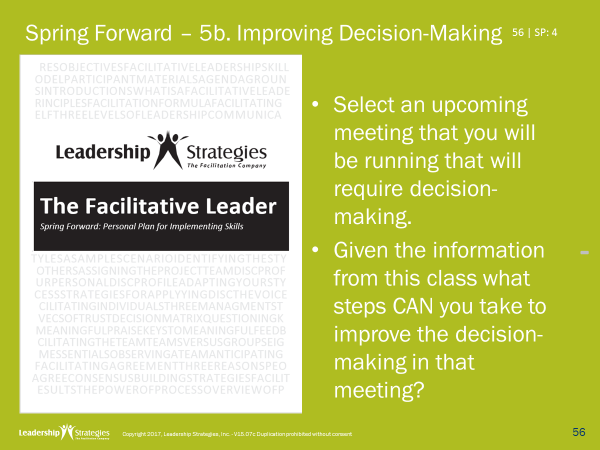 Spring Forward – 5b. Improving Decision-Making 56 | SP: 4
RESOBJECTIVESFACILITATIVELEADERSHIPSKILL
ODELPARTICIPANTMATERIALSAGENDAGROUN
SINTRODUCTIONSWHATISAFACILITATIVELEADE
RINCIPLESFACILITATIONFORMULAFACILITATING
ELFTHREELEVELSOFLEADERSHIPCOMMUNICA
Leadership Strategies
The Facilitation Company
The Facilitative Leader
Spring Forward: Personal Plan for Implementing Skills
TYLESASAMPLESCENARIOIDENTIFYINGTHESTY
OTHERSASSIGNINGTHEPROJECTTEAMDISCPROF
URPERSONALDISCPROFILEADAPTINGYOURSTY
CESSSTRATEGIESFORAPPLYINGDISCTHEVOICE
CILITATINGINDIVIDUALSTHREEMANAGMENTST
VECSOFTRUSTDECISIONMATRIXQUESTIONINGK
MEANINGFULPRAISEKEYSTOMEANINGFULFEEDB
CILITATINGTHETEAMTEAMSVERSUSGROUPSEIG
MESSENTIALSOBSERVINGATEAMANTICIPATING
FACILITATINGAGREEMENTTHREEREASONSPEO
AGREECONSENSUSBUILDINGSTRATEGIESFACILIT
ESULTSTHEPOWEROFPROCESSOVERVIEWOFP
• Select an upcoming
meeting that you will
be running that will
require decision-
making.
• Given the information
from this class what
steps CAN you take to
improve the decision-
making in that
meeting?
Leadership Strategies
The Facilitation Company
Copyright 2017, Leadership Strategies, Inc. - V15.07c Duplication prohibited without consent
56